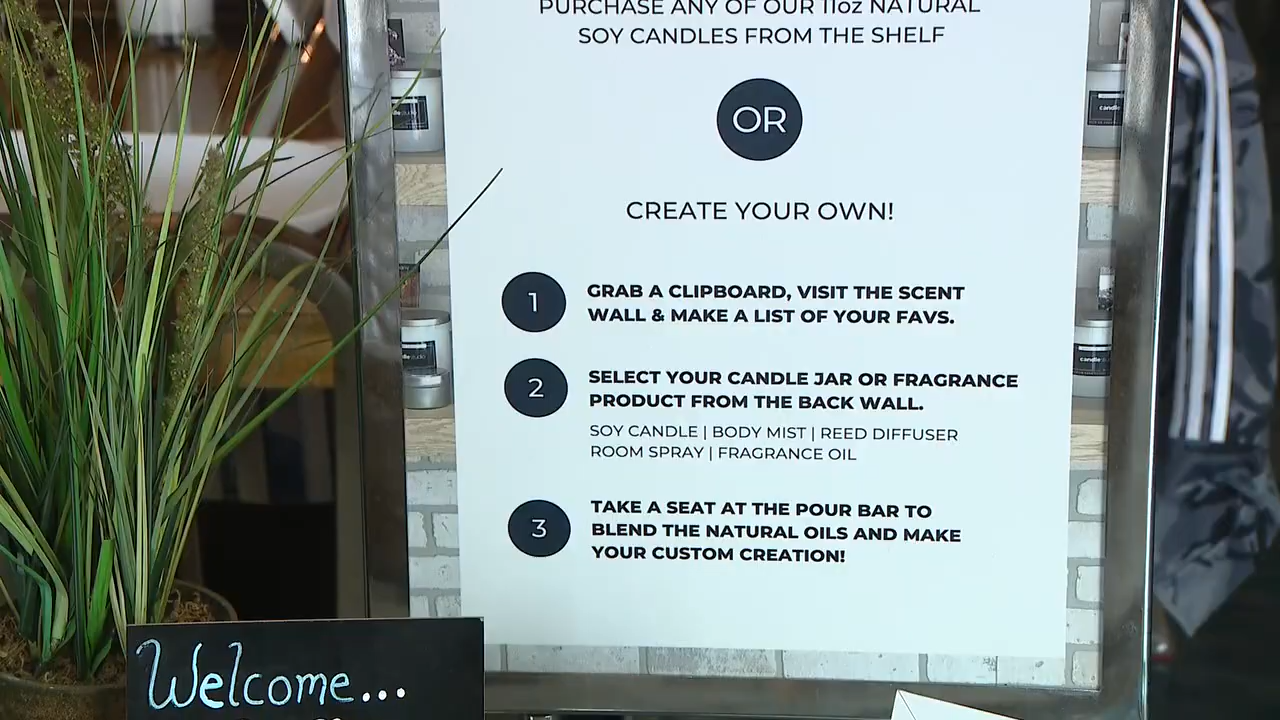 PURCHASE ANY OF OUR 11oz NATURAL
SOY CANDLES FROM THE SHELF
OR
CREATE YOUR OWN!
1
GRAB A CLIPBOARD, VISIT THE SCENT
WALL & MAKE A LIST OF YOUR FAVS.
2
SELECT YOUR CANDLE JAR OR FRAGRANCE
PRODUCT FROM THE BACK WALL.
SOY CANDLE | BODY MIST | REED DIFFUSER
ROOM SPRAY | FRAGRANCE OIL
3
TAKE A SEAT AT THE POUR BAR TO
BLEND THE NATURAL OILS AND MAKE
YOUR CUSTOM CREATION!
Welcome...